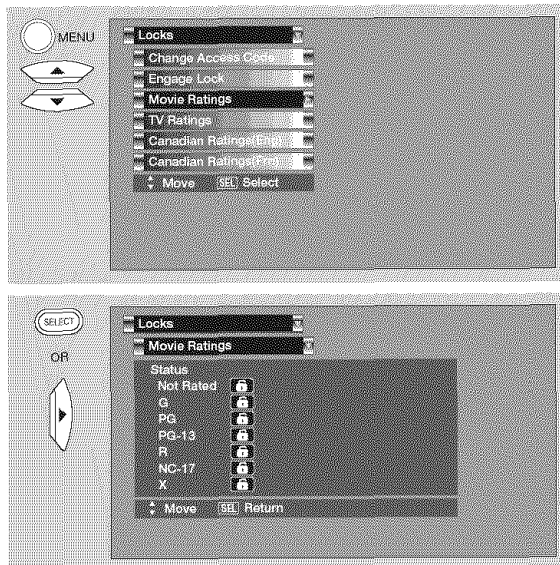 MENU
Locks
Change Access Code
Engage Lock
Movie Ratings
TV Ratings
Canadian Ratings(Eng)
Canadian Ratings(Frn)
Move SEL Select
SELECT
OR
Locks
Movie Ratings
Status
Not Rated
G
PG
PG-13
R
NC-17
X
Move SEL Return